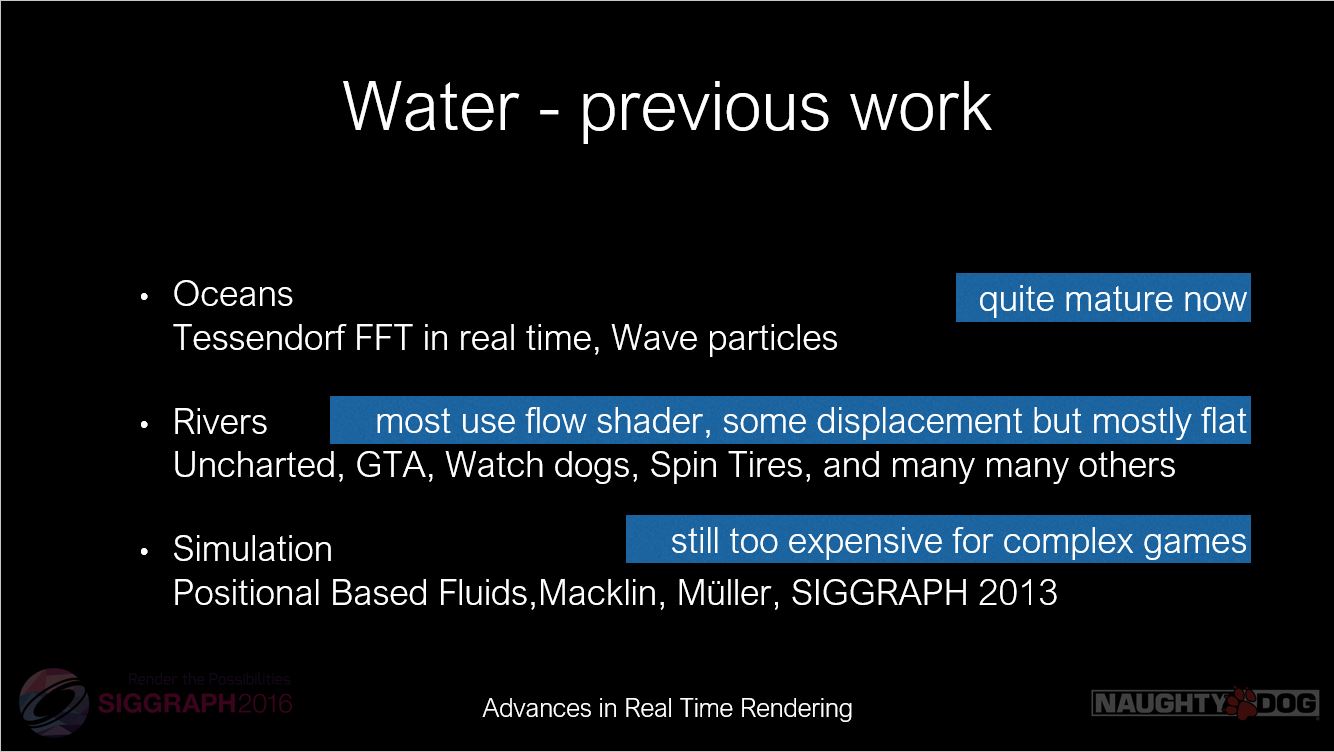 Water - previous work
• Oceans
quite mature now
Tessendorf FFT in real time, Wave particles
• Rivers
most use flow shader, some displacement but mostly flat
Uncharted, GTA, Watch dogs, Spin Tires, and many many others
• Simulation
still too expensive for complex games
Positional Based Fluids,Macklin, Müller, SIGGRAPH 2013
Render the Possibilities
SIGGRAPH2016
Advances in Real Time Rendering
NAUGHTY DOG